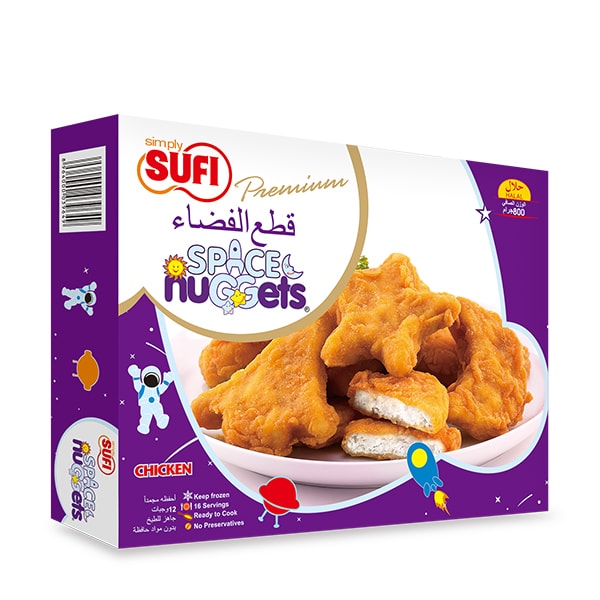 simply
SUFI
Premium
قطع الفضاء
SPACE
nuGGets®
حلال
HALAL
الوزن الصافي
800جرام
CHICKEN
أحفظه مجمداً Keep frozen
12وجبات 16 Servings
جاهز للطبخ Ready to Cook
بدون مواد حافظة No Preservatives
SUFI
SPACE
nuGGets